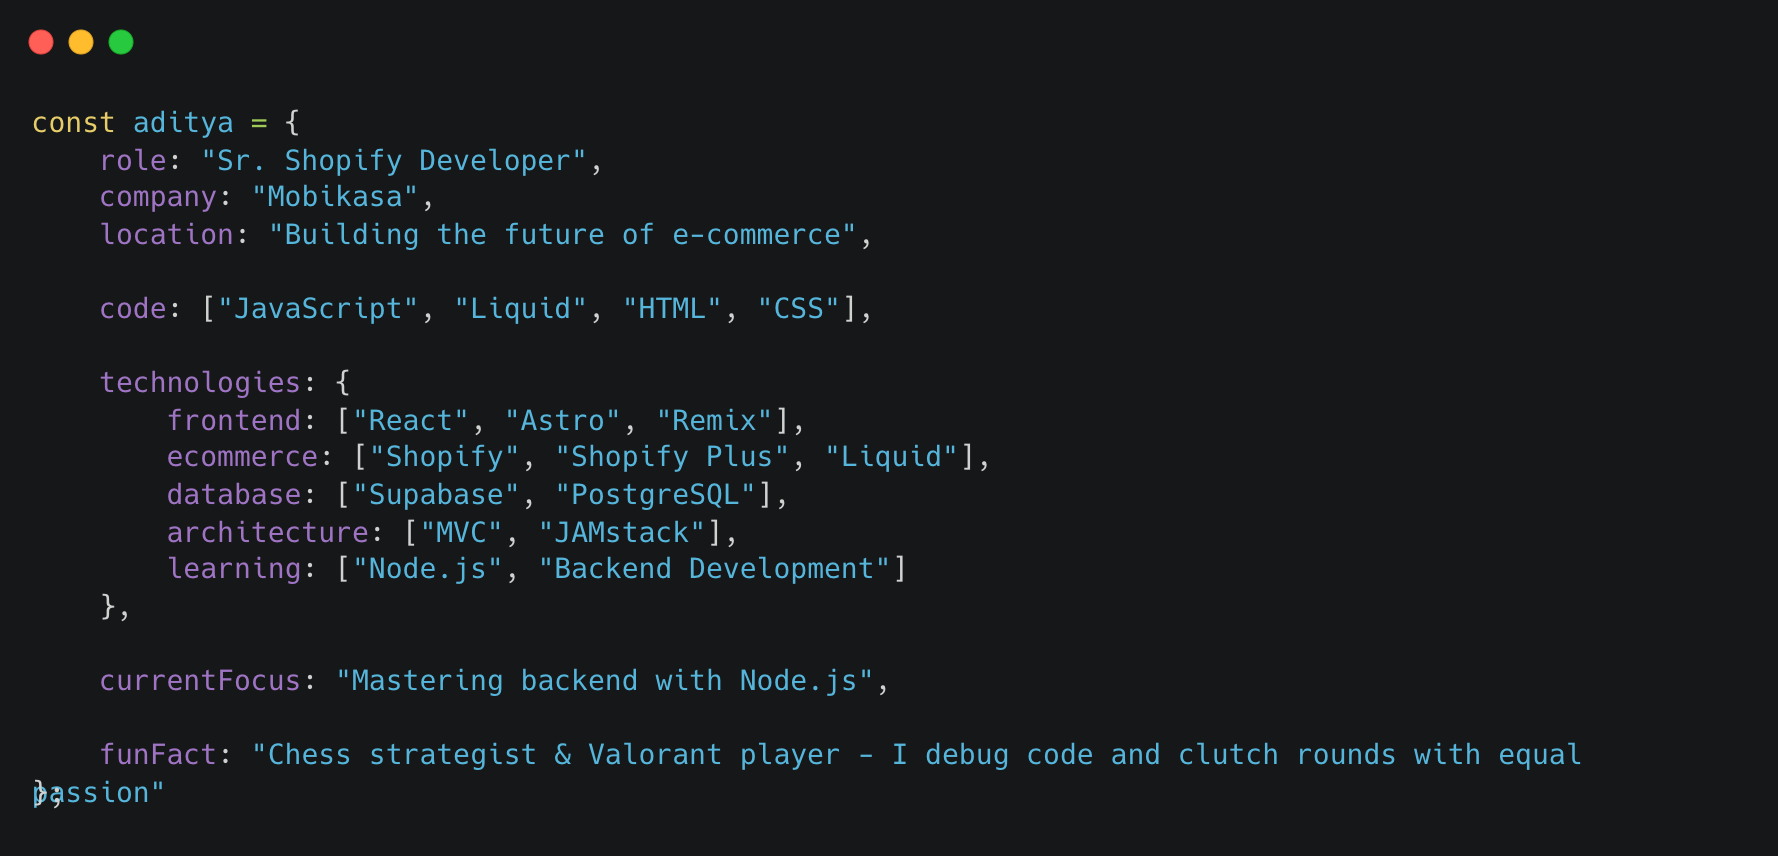 const aditya = {
    role: "Sr. Shopify Developer",
    company: "Mobikasa",
    location: "Building the future of e-commerce",

    code: ["JavaScript", "Liquid", "HTML", "CSS"],

    technologies: {
        frontend: ["React", "Astro", "Remix"],
        ecommerce: ["Shopify", "Shopify Plus", "Liquid"],
        database: ["Supabase", "PostgreSQL"],
        architecture: ["MVC", "JAMstack"],
        learning: ["Node.js", "Backend Development"]
    },

    currentFocus: "Mastering backend with Node.js",

    funFact: "Chess strategist & Valorant player - I debug code and clutch rounds with equal
passion"
};